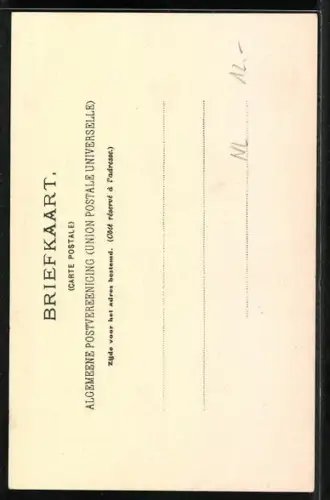 BRIEFKAART.
(CARTE POSTALE)
ALGEMEENE POSTVEREENIGING (UNION POSTALE UNIVERSELLE)
Zijde voor het adres bestemd. (Côté réservé à l'adresse.)
NL 12.-